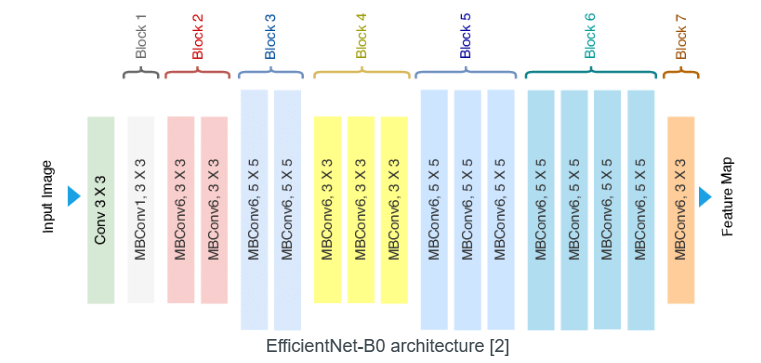 Block 1
Block 2
Block 3
Block 4
Block 5
Block 6
Block 7
Input Image
Conv 3 X 3
MBConv1, 3 X 3
MBConv6, 3 X 3
MBConv6, 3 X 3
MBConv6, 5 X 5
MBConv6, 5 X 5
MBConv6, 3 X 3
MBConv6, 3 X 3
MBConv6, 3 X 3
MBConv6, 5 X 5
MBConv6, 5 X 5
MBConv6, 5 X 5
MBConv6, 5 X 5
MBConv6, 5 X 5
MBConv6, 5 X 5
MBConv6, 5 X 5
MBConv6, 3 X 3
Feature Map
EfficientNet-B0 architecture [2]